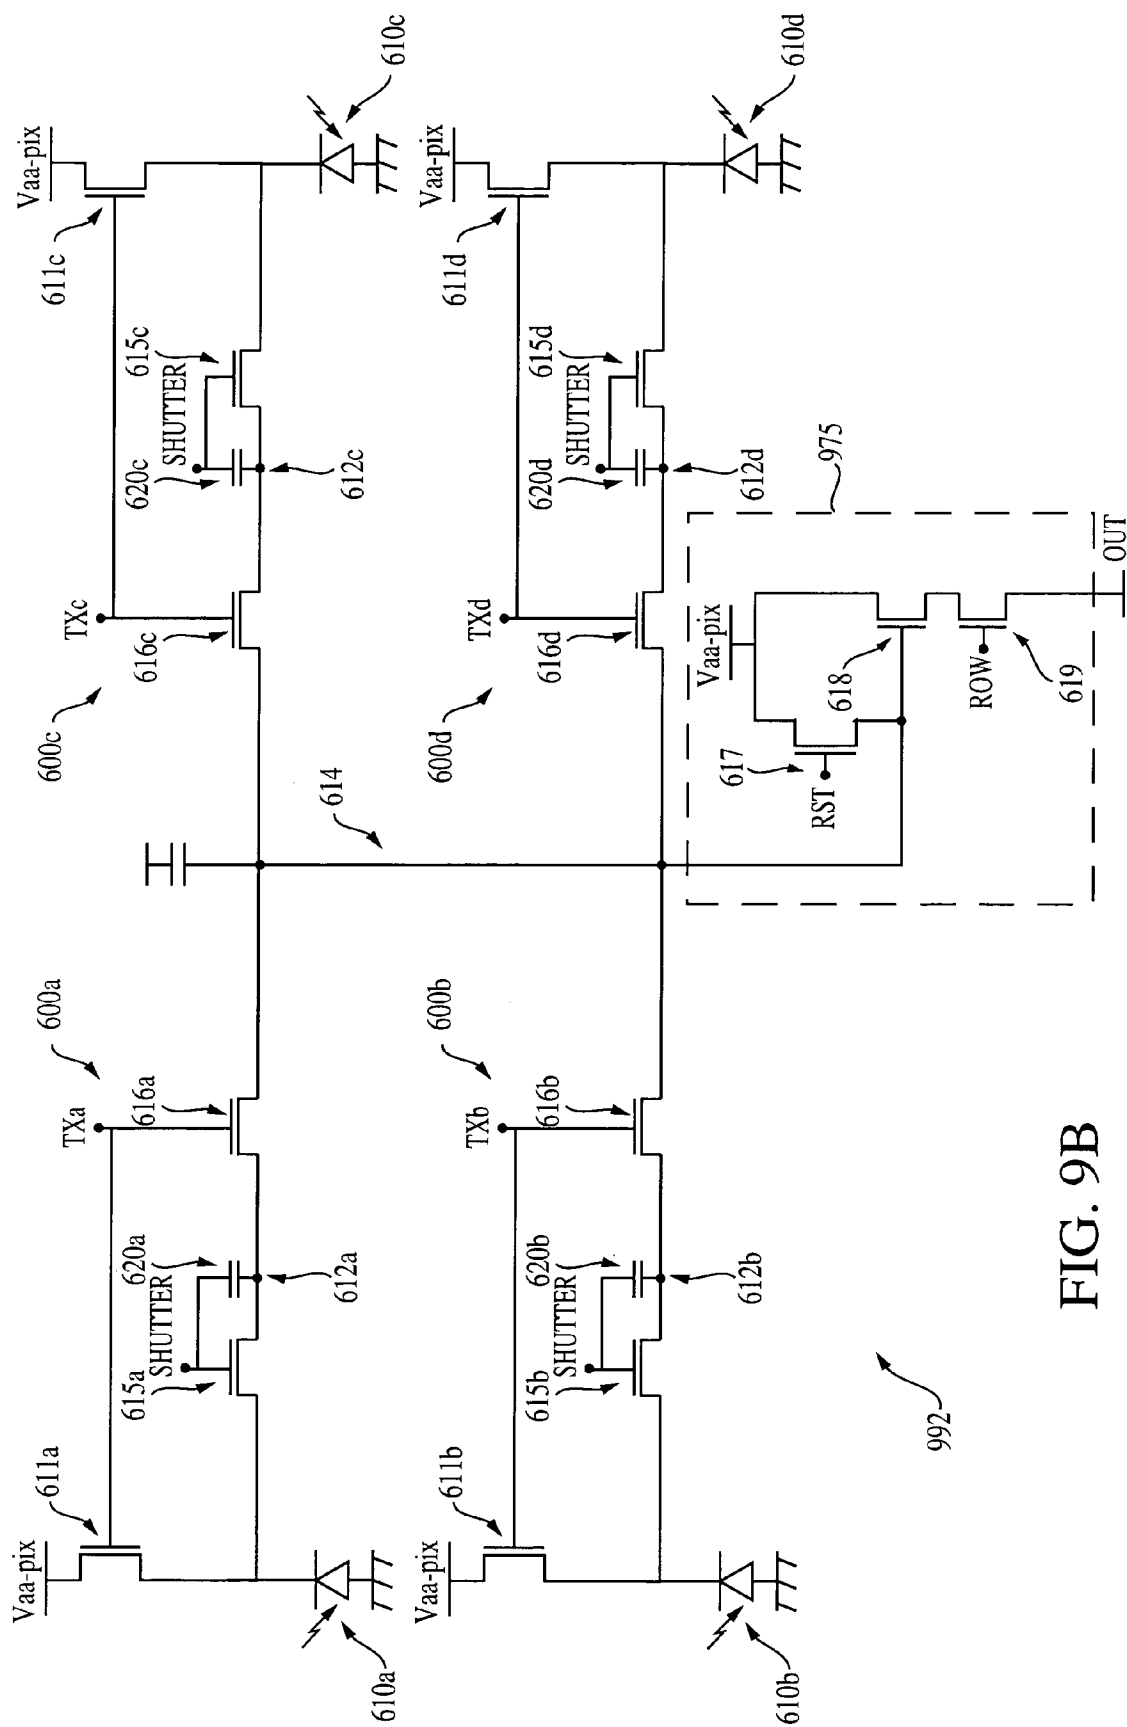 Vaa-pix
611a
TXa
600a
616a
620a
SHUTTER
615a
612a
610a
614
600c
TXc
616c
611c
Vaa-pix
620c
SHUTTER
615c
612c
610c
Vaa-pix
611b
TXb
600b
616b
620b
SHUTTER
615b
612b
610b
600d
TXd
616d
611d
Vaa-pix
620d
SHUTTER
615d
612d
610d
975
Vaa-pix
617
RST
618
ROW
619
OUT
992
FIG. 9B